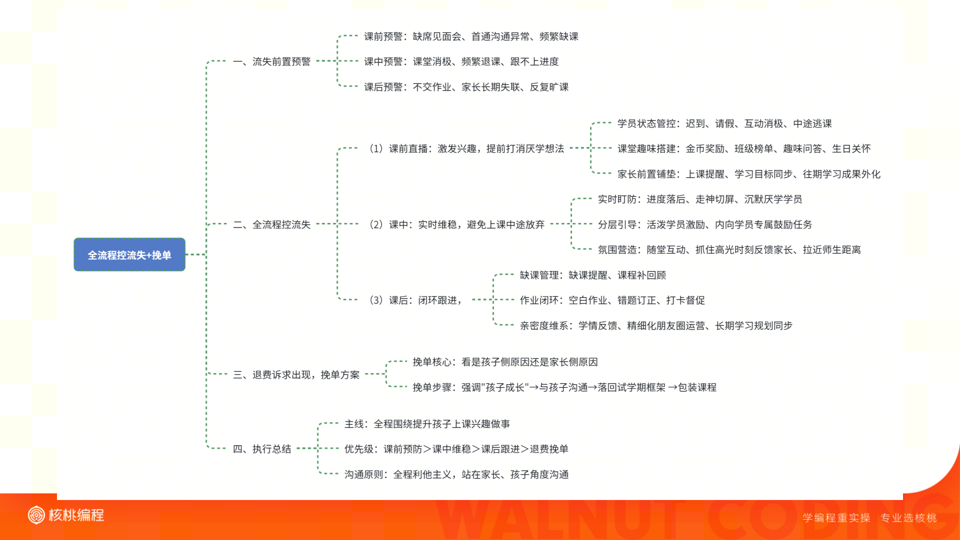 全流程控流失+挽单
一、流失前置预警
课前预警：缺席见面会、首通沟通异常、频繁缺课
课中预警：课堂消极、频繁退课、跟不上进度
课后预警：不交作业、家长长期失联、反复旷课
二、全流程控流失
（1）课前直播：激发兴趣，提前打消厌学想法
学员状态管控：迟到、请假、互动消极、中途逃课
课堂趣味搭建：金币奖励、班级榜单、趣味问答、生日关怀
家长前置铺垫：上课提醒、学习目标同步、往期学习成果外化
（2）课中：实时维稳，避免上课中途放弃
实时盯防：进度落后、走神切屏、沉默厌学学员
分层引导：活泼学员激励、内向学员专属鼓励任务
氛围营造：随堂互动、抓住高光时刻反馈家长、拉近师生距离
（3）课后：闭环跟进，
缺课管理：缺课提醒、课程补回顾
作业闭环：空白作业、错题订正、打卡督促
亲密度维系：学情反馈、精细化朋友圈运营、长期学习规划同步
三、退费诉求出现，挽单方案
挽单核心：看是孩子侧原因还是家长侧原因
挽单步骤：强调"孩子成长"→与孩子沟通→落回试学期框架 →包装课程
四、执行总结
主线：全程围绕提升孩子上课兴趣做事
优先级：课前预防＞课中维稳＞课后跟进＞退费挽单
沟通原则：全程利他主义，站在家长、孩子角度沟通
核桃编程
WALNUT CODING
学编程重实操 专业选核桃